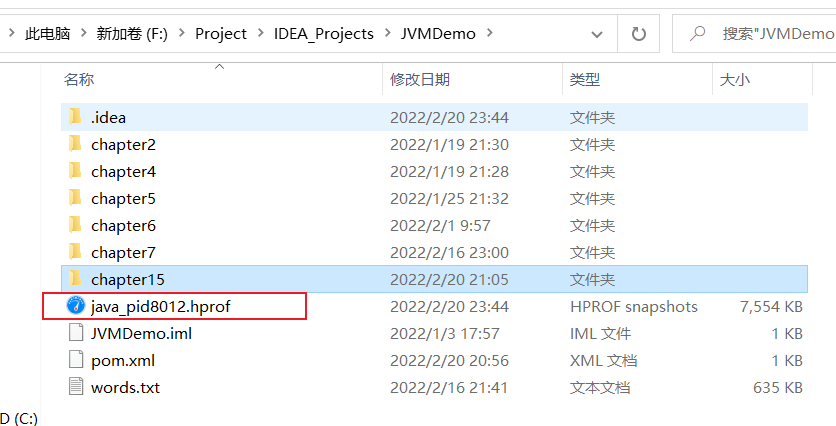 此电脑 > 新加卷 (F:) > Project > IDEA_Projects > JVMDemo >
搜索"JVMDemo
名称 修改日期 类型 大小
.idea 2022/2/20 23:44 文件夹
chapter2 2022/1/19 21:30 文件夹
chapter4 2022/1/19 21:28 文件夹
chapter5 2022/1/25 21:32 文件夹
chapter6 2022/2/1 9:57 文件夹
chapter7 2022/2/16 23:00 文件夹
chapter15 2022/2/20 21:05 文件夹
java_pid8012.hprof 2022/2/20 23:44 HPROF snapshots 7,554 KB
JVMDemo.iml 2022/1/3 17:57 IML 文件 1 KB
pom.xml 2022/2/20 20:56 XML 文档 1 KB
words.txt 2022/2/16 21:41 文本文档 635 KB
D (C:)